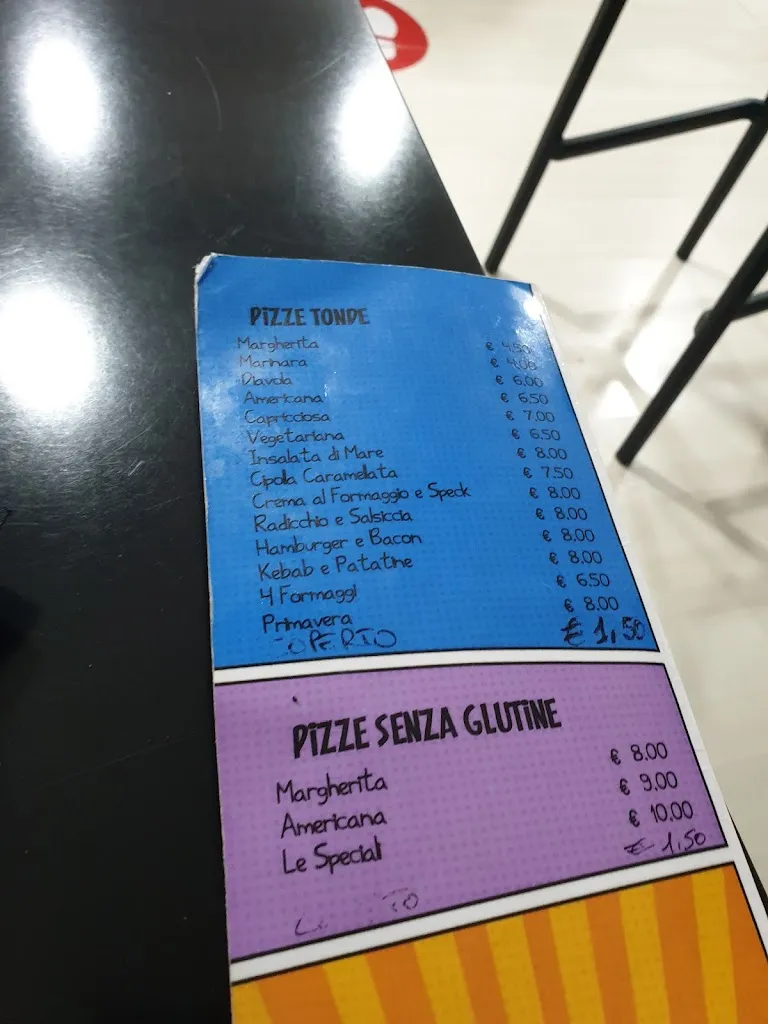 PIZZE TONDE
Margherita € 4.50
Marinara € 4.00
Diavola € 6.00
Americana € 6.50
Capricciosa € 7.00
Vegetariana € 6.50
Insalata di Mare € 8.00
Cipolla Caramellata € 7.50
Crema al Formaggio e Speck € 8.00
Radicchio e Salsiccia € 8.00
Hamburger e Bacon € 8.00
Kebab e Patatine € 8.00
4 Formaggi € 6.50
Primavera € 8.00
COPERTO € 1,50
PIZZE SENZA GLUTINE
Margherita € 8.00
Americana € 9.00
Le Speciali € 10.00
€ 1,50